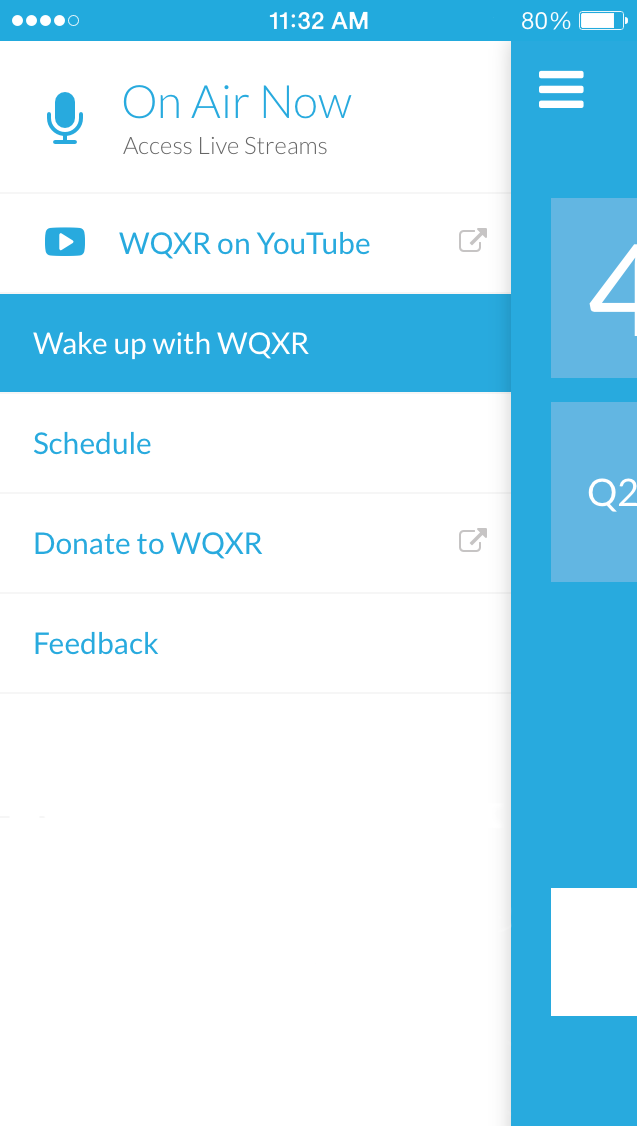 11:32 AM
80%
On Air Now
Access Live Streams
WQXR on YouTube
Wake up with WQXR
Schedule
Donate to WQXR
Feedback
4
Q2